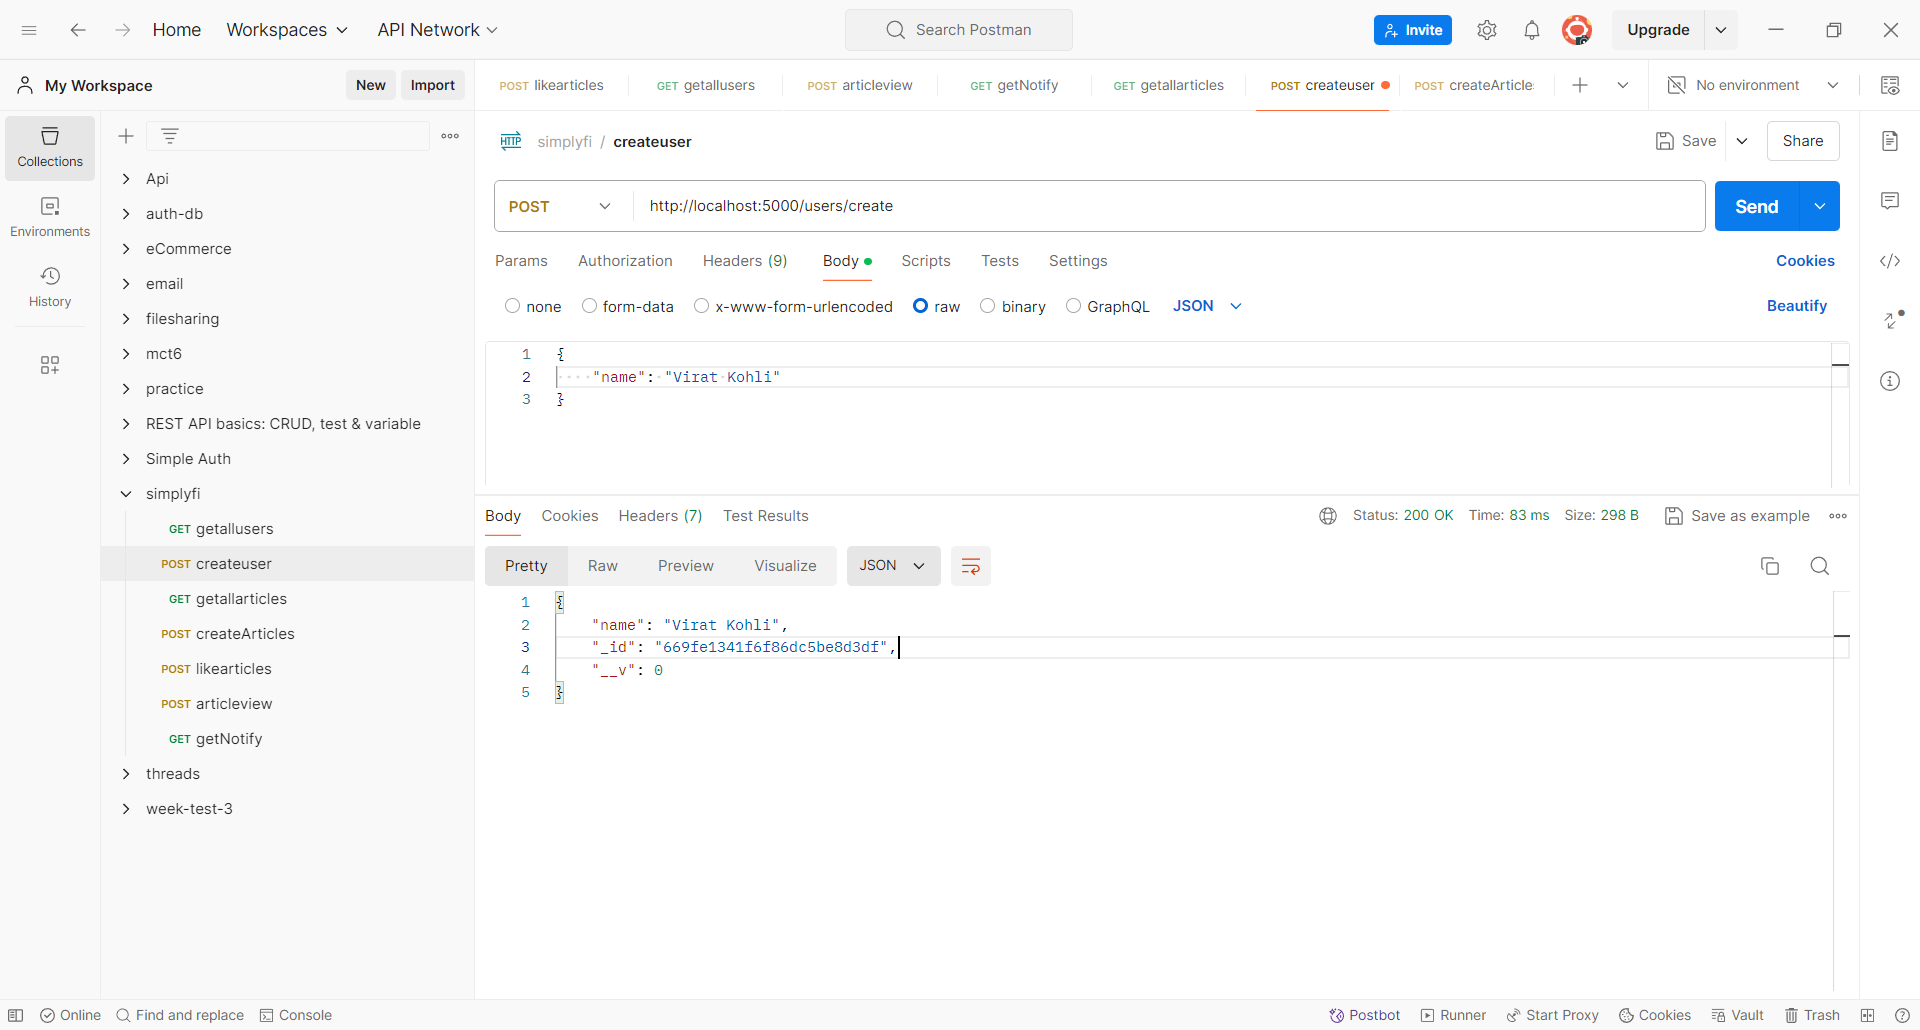 Home Workspaces API Network Search Postman Invite Upgrade
My Workspace New Import POST likearticles GET getallusers POST articleview GET getNotify GET getallarticles POST createuser POST createArticle No environment
Collections
Environments
History
Api
auth-db
eCommerce
email
filesharing
mct6
practice
REST API basics: CRUD, test & variable
Simple Auth
simplyfi
GET getallusers
POST createuser
GET getallarticles
POST createArticles
POST likearticles
POST articleview
GET getNotify
threads
week-test-3
HTTP simplyfi / createuser Save Share
POST http://localhost:5000/users/create Send
Params Authorization Headers (9) Body Scripts Tests Settings Cookies
none form-data x-www-form-urlencoded raw binary GraphQL JSON Beautify
1 {
2 "name": "Virat Kohli"
3 }
Body Cookies Headers (7) Test Results Status: 200 OK Time: 83 ms Size: 298 B Save as example
Pretty Raw Preview Visualize JSON
1 {
2 "name": "Virat Kohli",
3 "_id": "669fe1341f6f86dc5be8d3df",
4 "__v": 0
5 }
Online Find and replace Console Postbot Runner Start Proxy Cookies Vault Trash